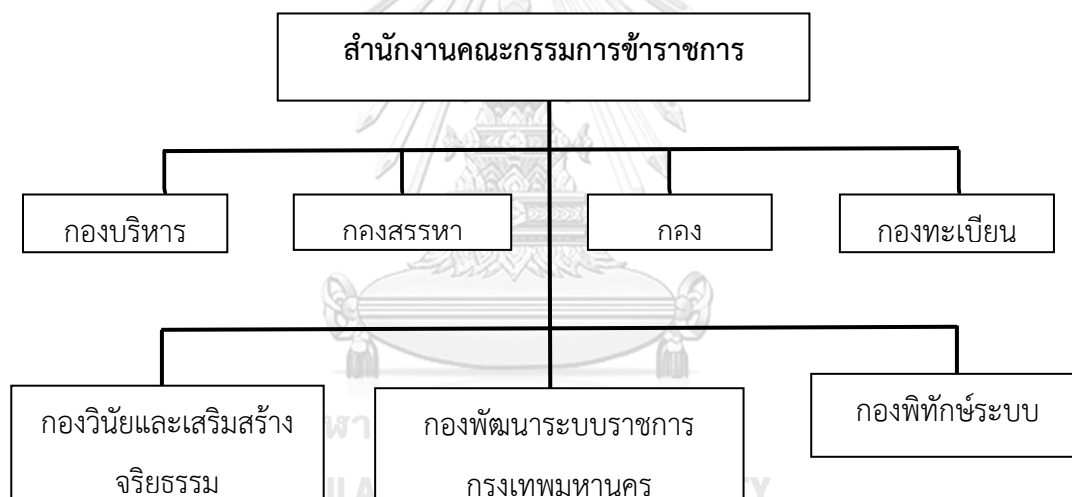 สำนักงานคณะกรรมการข้าราชการ
กองบริหาร
กองสรรหา
กอง
กองทะเบียน
กองวินัยและเสริมสร้าง
จริยธรรม
กองพัฒนาระบบราชการ
กรุงเทพมหานคร
กองพิทักษ์ระบบ